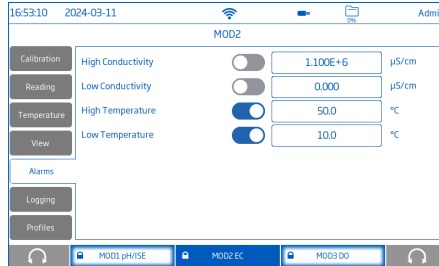 16:53:10 2024-03-11 0% Admi
MOD2
Calibration
High Conductivity 1.100E+6 µS/cm
Reading
Low Conductivity 0.000 µS/cm
Temperature
High Temperature 50.0 °C
View
Low Temperature 10.0 °C
Alarms
Logging
Profiles
MOD1 pH/ISE MOD2 EC MOD3 DO